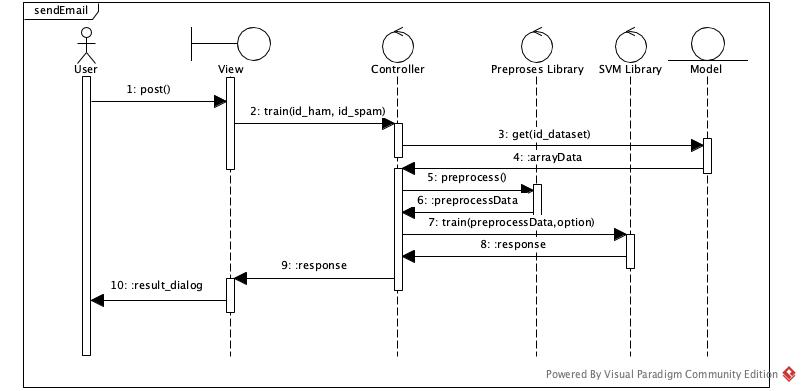 sendEmail
User
View
Controller
Preproses Library
SVM Library
Model
1: post()
2: train(id_ham, id_spam)
3: get(id_dataset)
4: :arrayData
5: preprocess()
6: :preprocessData
7: train(preprocessData,option)
8: :response
9: :response
10: :result_dialog
Powered By Visual Paradigm Community Edition